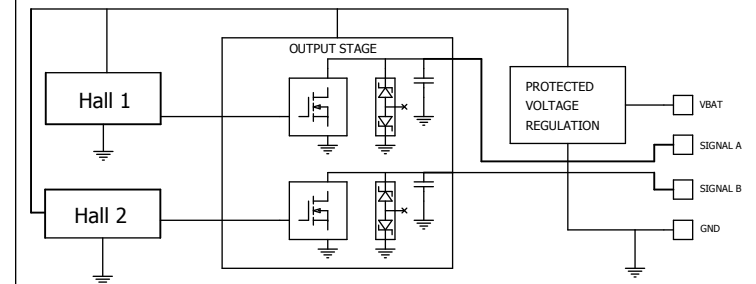 OUTPUT STAGE
Hall 1
PROTECTED
VOLTAGE
REGULATION
VBAT
SIGNAL A
SIGNAL B
Hall 2
GND